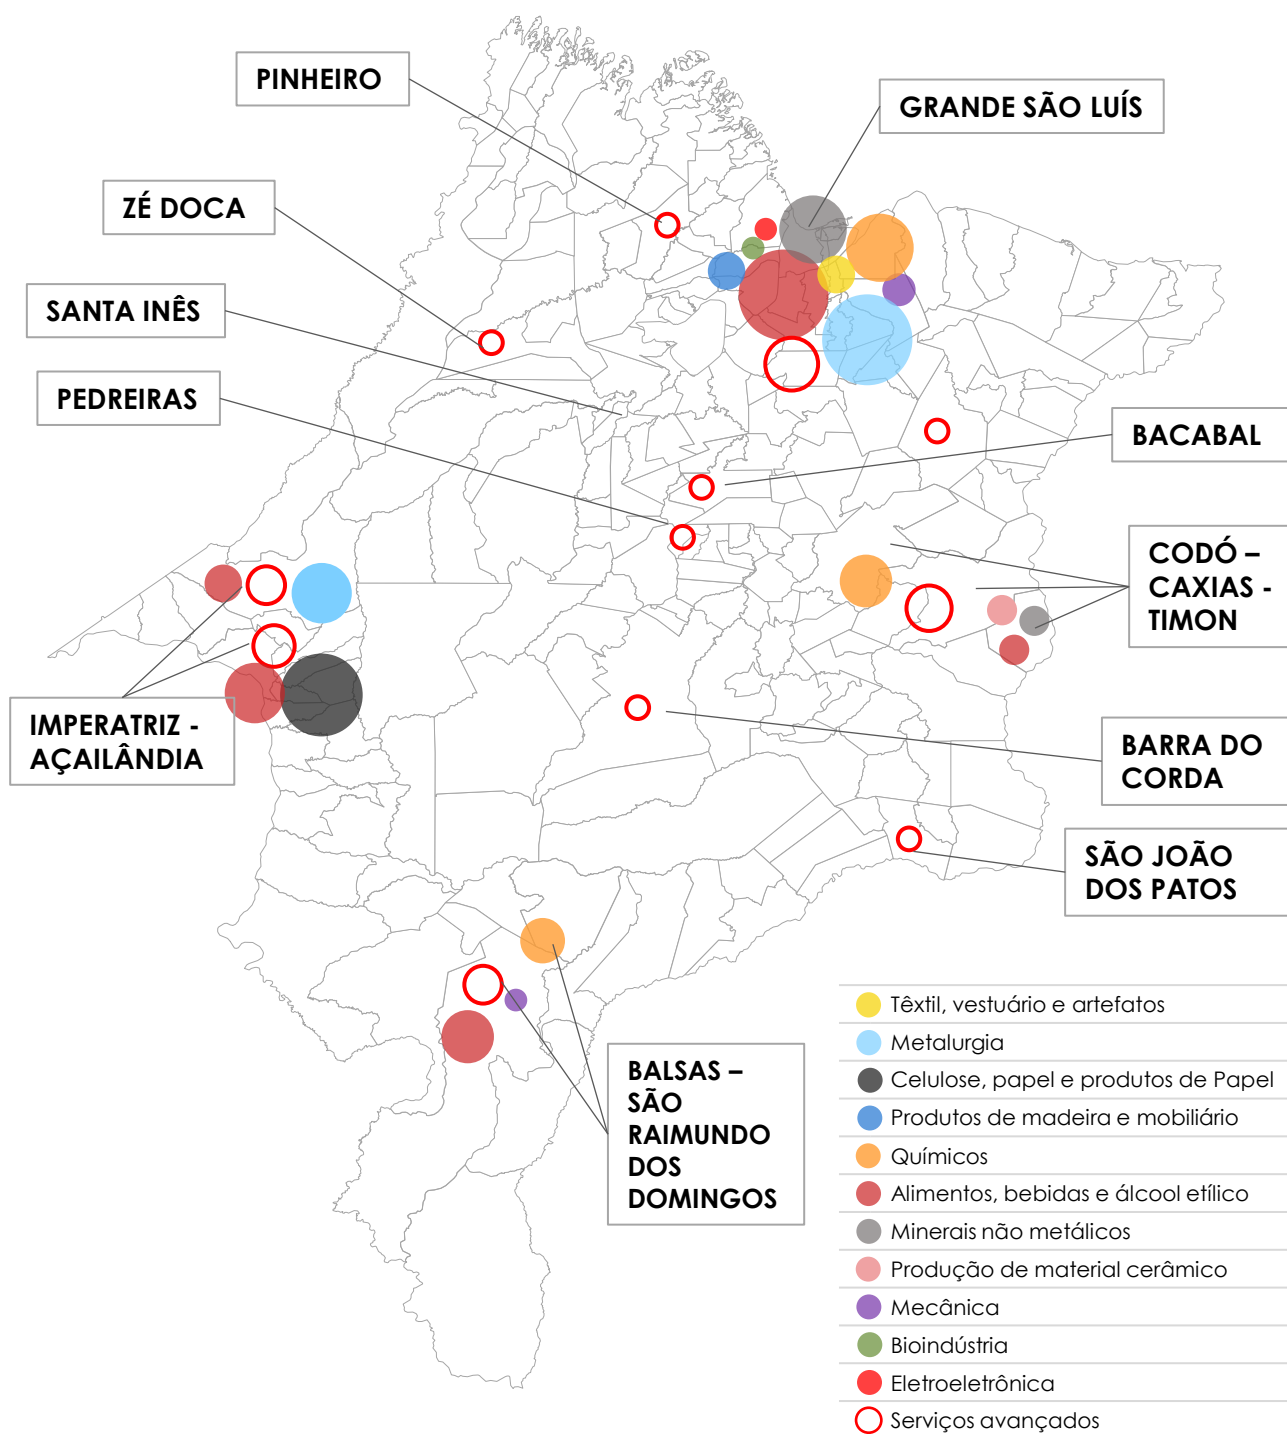 PINHEIRO
GRANDE SÃO LUÍS
ZÉ DOCA
SANTA INÊS
PEDREIRAS
BACABAL
CODÓ –
CAXIAS -
TIMON
IMPERATRIZ -
AÇAILÂNDIA
BARRA DO
CORDA
SÃO JOÃO
DOS PATOS
BALSAS –
SÃO
RAIMUNDO
DOS
DOMINGOS
Têxtil, vestuário e artefatos
Metalurgia
Celulose, papel e produtos de Papel
Produtos de madeira e mobiliário
Químicos
Alimentos, bebidas e álcool etílico
Minerais não metálicos
Produção de material cerâmico
Mecânica
Bioindústria
Eletroeletrônica
Serviços avançados